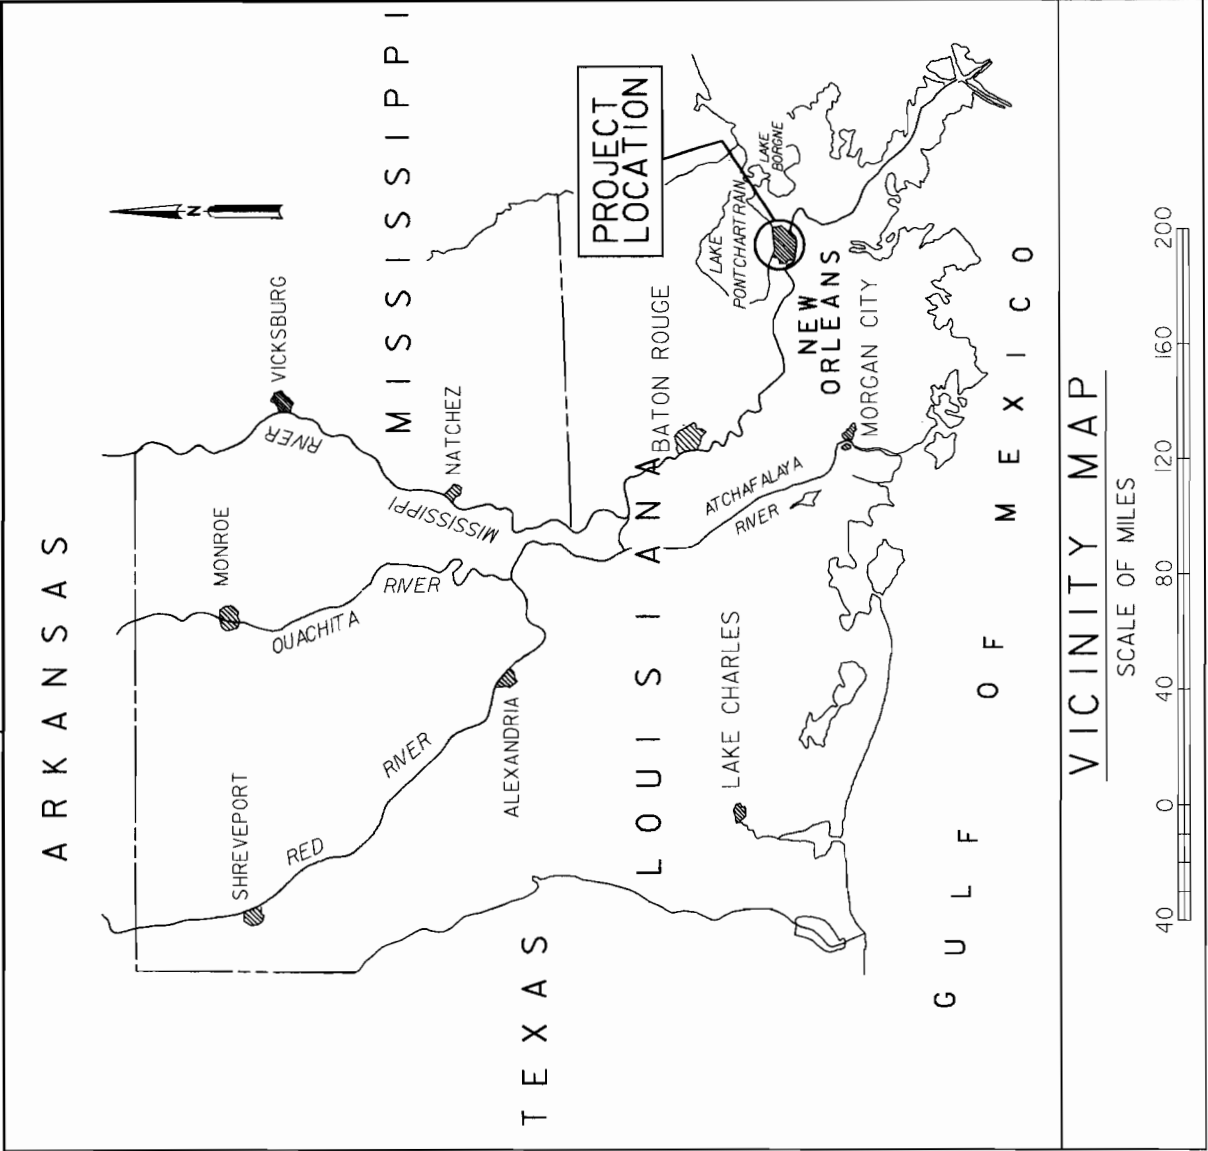 ARKANSAS
MISSISSIPPI
TEXAS
LOUISIANA
GULF OF MEXICO
N
PROJECT
LOCATION
VICKSBURG
MONROE
SHREVEPORT
NATCHEZ
ALEXANDRIA
BATON ROUGE
LAKE CHARLES
NEW
ORLEANS
MORGAN CITY
LAKE
PONTCHARTRAIN
LAKE
BORGNE
MISSISSIPPI
RIVER
OUACHITA
RIVER
RED
RIVER
ATCHAFALAYA
RIVER
VICINITY MAP
SCALE OF MILES
40 0 40 80 120 160 200